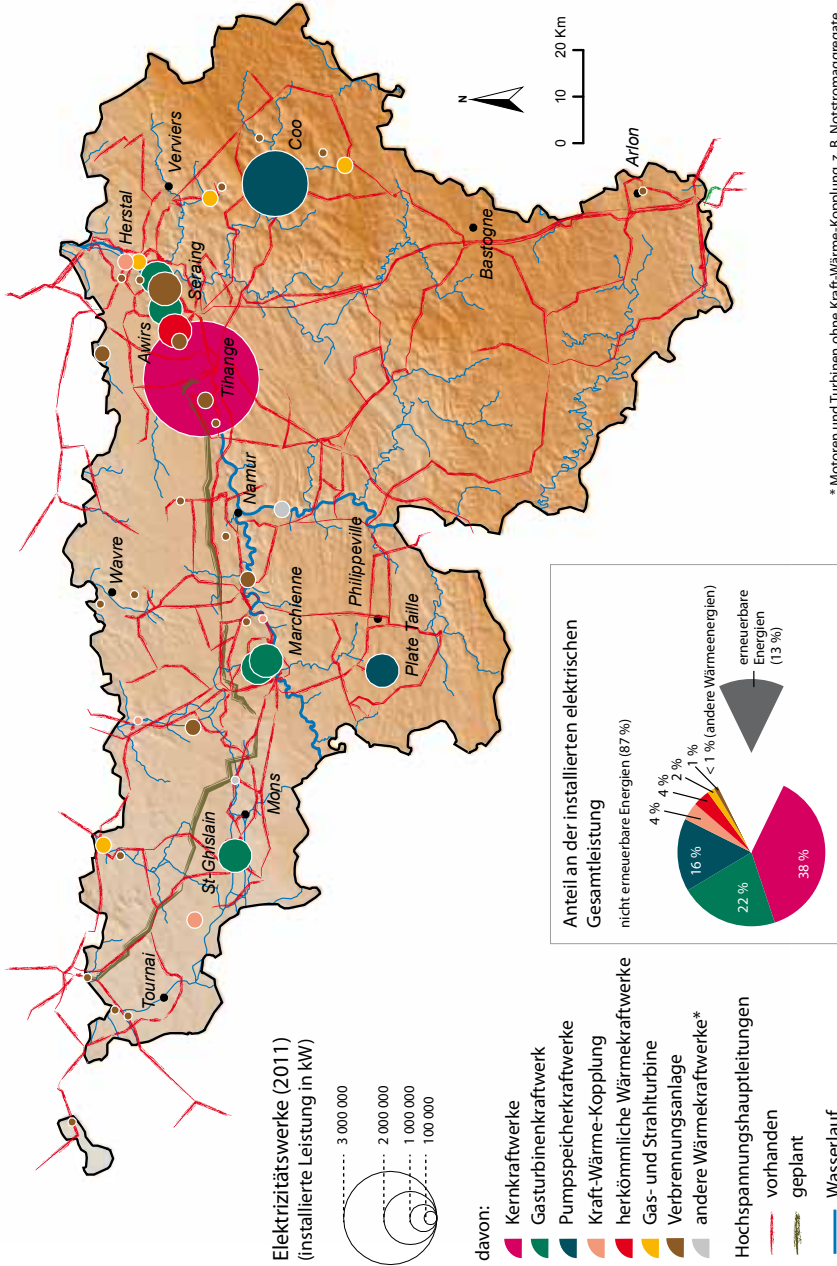 Tournai
St-Ghislain
Mons
Wavre
Marchienne
Namur
Philippeville
Plate Taille
Awirs
Tihange
Herstal
Seraing
Verviers
Coo
Bastogne
Arlon
N
0 10 20 Km
Elektrizitätswerke (2011)
(installierte Leistung in kW)
3 000 000
2 000 000
1 000 000
100 000
davon:
Kernkraftwerke
Gasturbinenkraftwerk
Pumpspeicherkraftwerke
Kraft-Wärme-Kopplung
herkömmliche Wärmekraftwerke
Gas- und Strahlturbine
Verbrennungsanlage
andere Wärmekraftwerke*
Hochspannungshauptleitungen
vorhanden
geplant
Wasserlauf
Anteil an der installierten elektrischen
Gesamtleistung
nicht erneuerbare Energien (87 %)
38 %
22 %
16 %
4 %
4 %
2 %
1 %
< 1 % (andere Wärmeenergien)
erneuerbare
Energien
(13 %)
* Motoren und Turbinen ohne Kraft-Wärme-Kopplung, z. B. Notstromaggregate